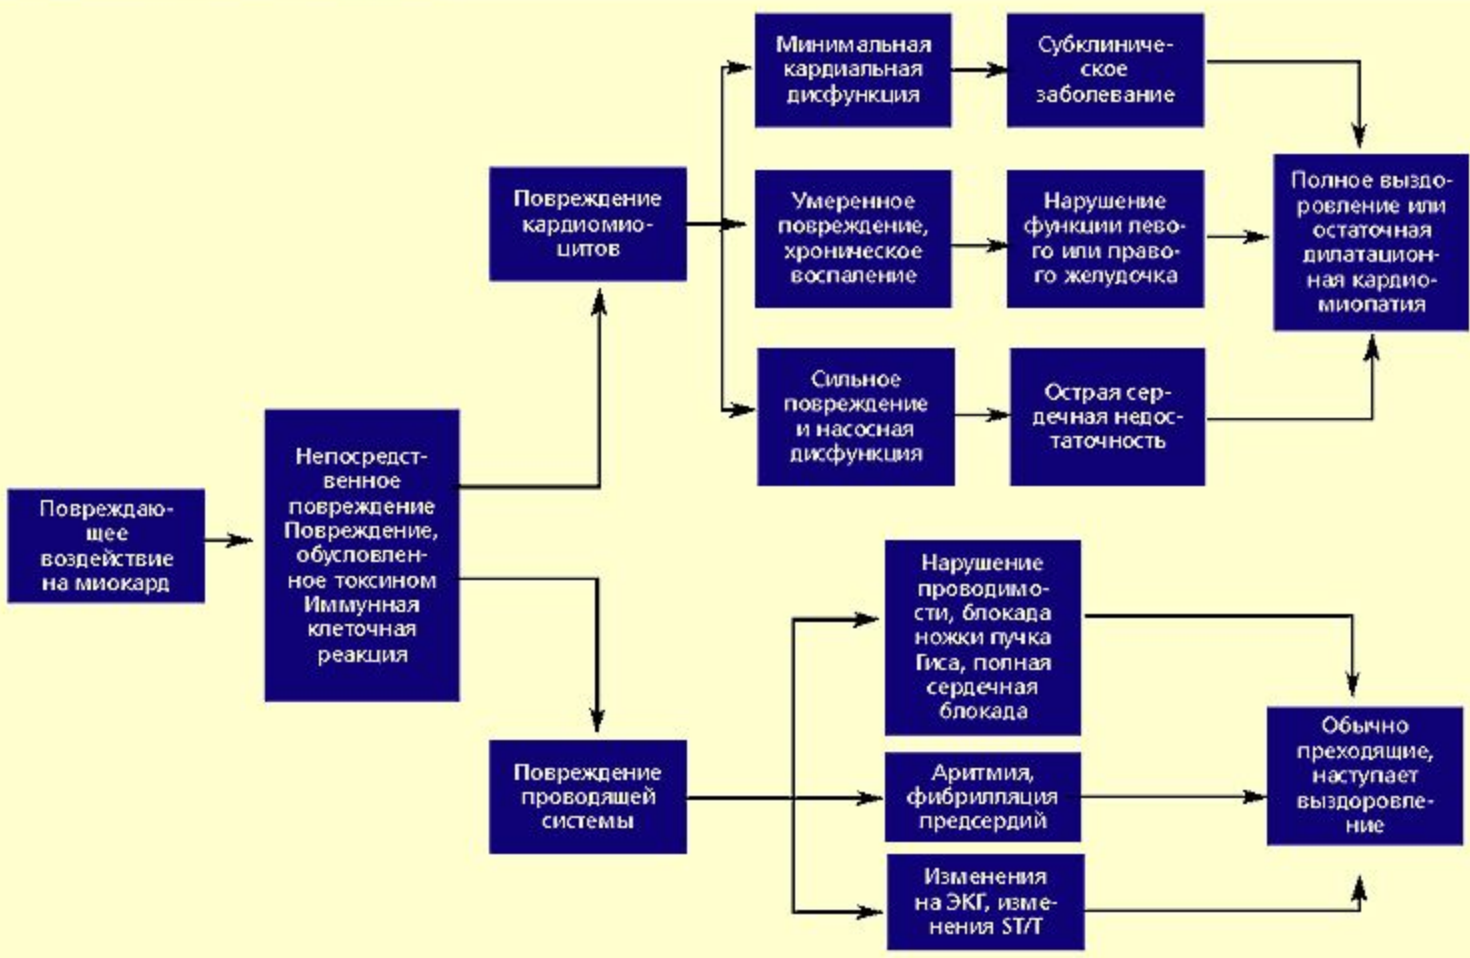 Повреждаю-
щее
воздействие
на миокард
Непосредст-
венное
повреждение
Повреждение,
обусловлен-
ное токсином
Иммунная
клеточная
реакция
Повреждение
кардиомио-
цитов
Минимальная
кардиальная
дисфункция
Субклиниче-
ское
заболевание
Умеренное
повреждение,
хроническое
воспаление
Нарушение
функции лево-
го или право-
го желудочка
Сильное
повреждение
и насосная
дисфункция
Острая сер-
дечная недос-
таточность
Полное выздо-
ровление или
остаточная
дилатацион-
ная кардио-
миопатия
Повреждение
проводящей
системы
Нарушение
проводимо-
сти, блокада
ножки пучка
Гиса, полная
сердечная
блокада
Аритмия,
фибрилляция
предсердий
Изменения
на ЭКГ, изме-
нения ST/T
Обычно
преходящие,
наступает
выздоровле-
ние